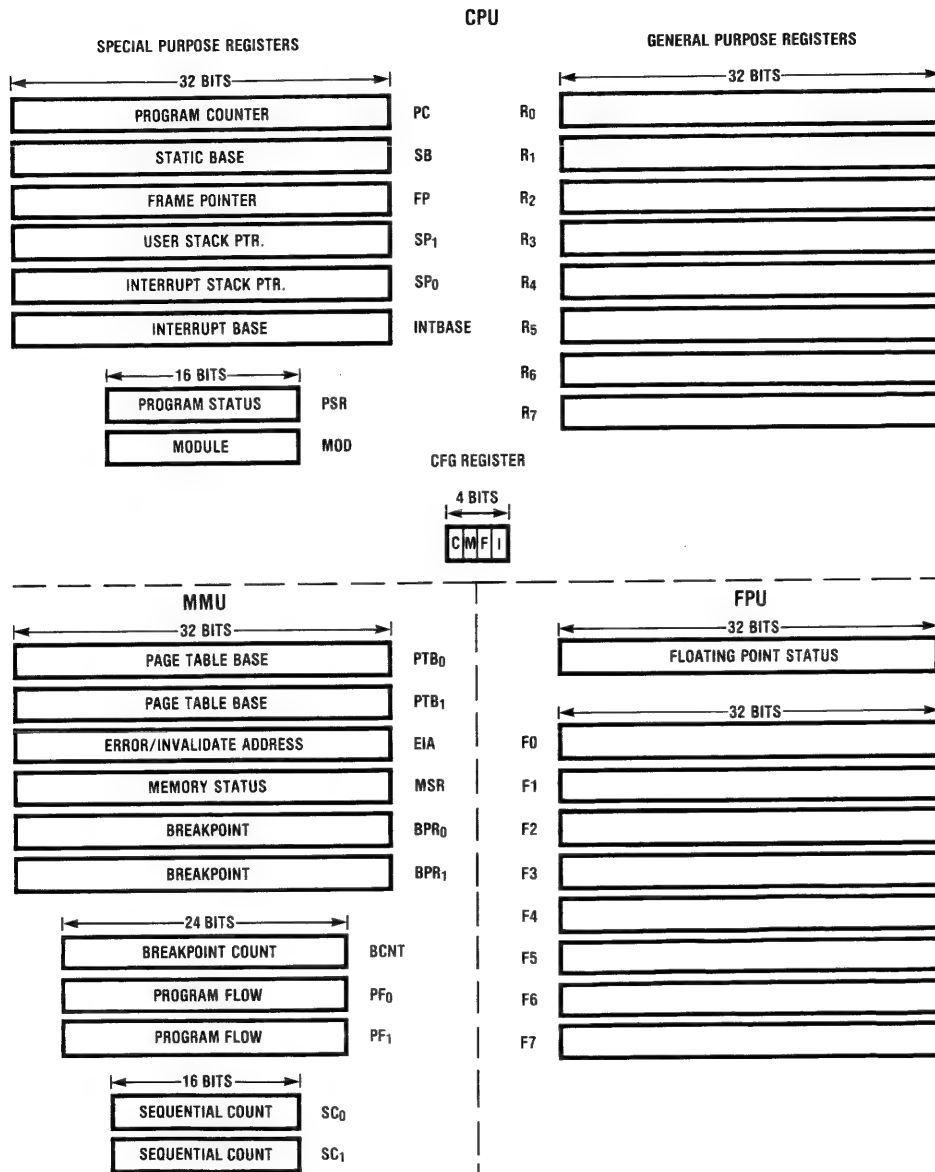 CPU
SPECIAL PURPOSE REGISTERS
32 BITS
PROGRAM COUNTER PC
STATIC BASE SB
FRAME POINTER FP
USER STACK PTR. SP1
INTERRUPT STACK PTR. SP0
INTERRUPT BASE INTBASE
16 BITS
PROGRAM STATUS PSR
MODULE MOD
GENERAL PURPOSE REGISTERS
32 BITS
R0
R1
R2
R3
R4
R5
R6
R7
CFG REGISTER
4 BITS
C M F I
MMU
32 BITS
PAGE TABLE BASE PTB0
PAGE TABLE BASE PTB1
ERROR/INVALIDATE ADDRESS EIA
MEMORY STATUS MSR
BREAKPOINT BPR0
BREAKPOINT BPR1
24 BITS
BREAKPOINT COUNT BCNT
PROGRAM FLOW PF0
PROGRAM FLOW PF1
16 BITS
SEQUENTIAL COUNT SC0
SEQUENTIAL COUNT SC1
FPU
32 BITS
FLOATING POINT STATUS
32 BITS
F0
F1
F2
F3
F4
F5
F6
F7